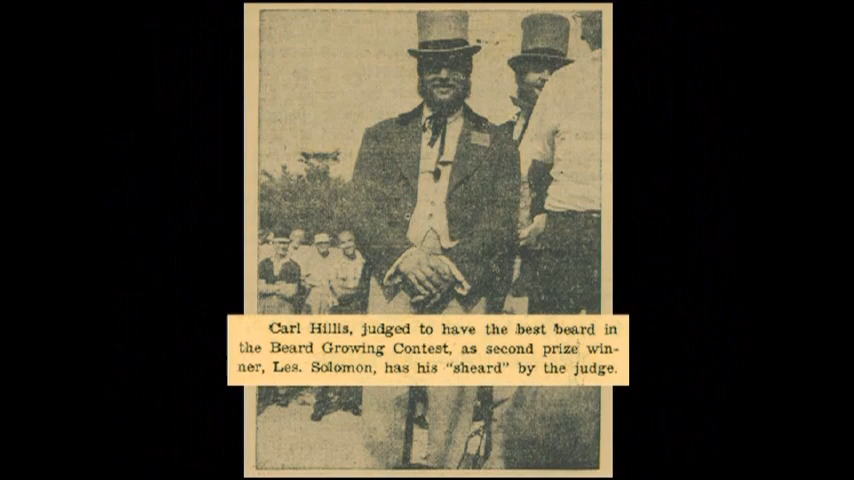 Carl Hillis, judged to have the best beard in
the Beard Growing Contest, as second prize win-
ner, Les. Solomon, has his "sheard" by the judge.